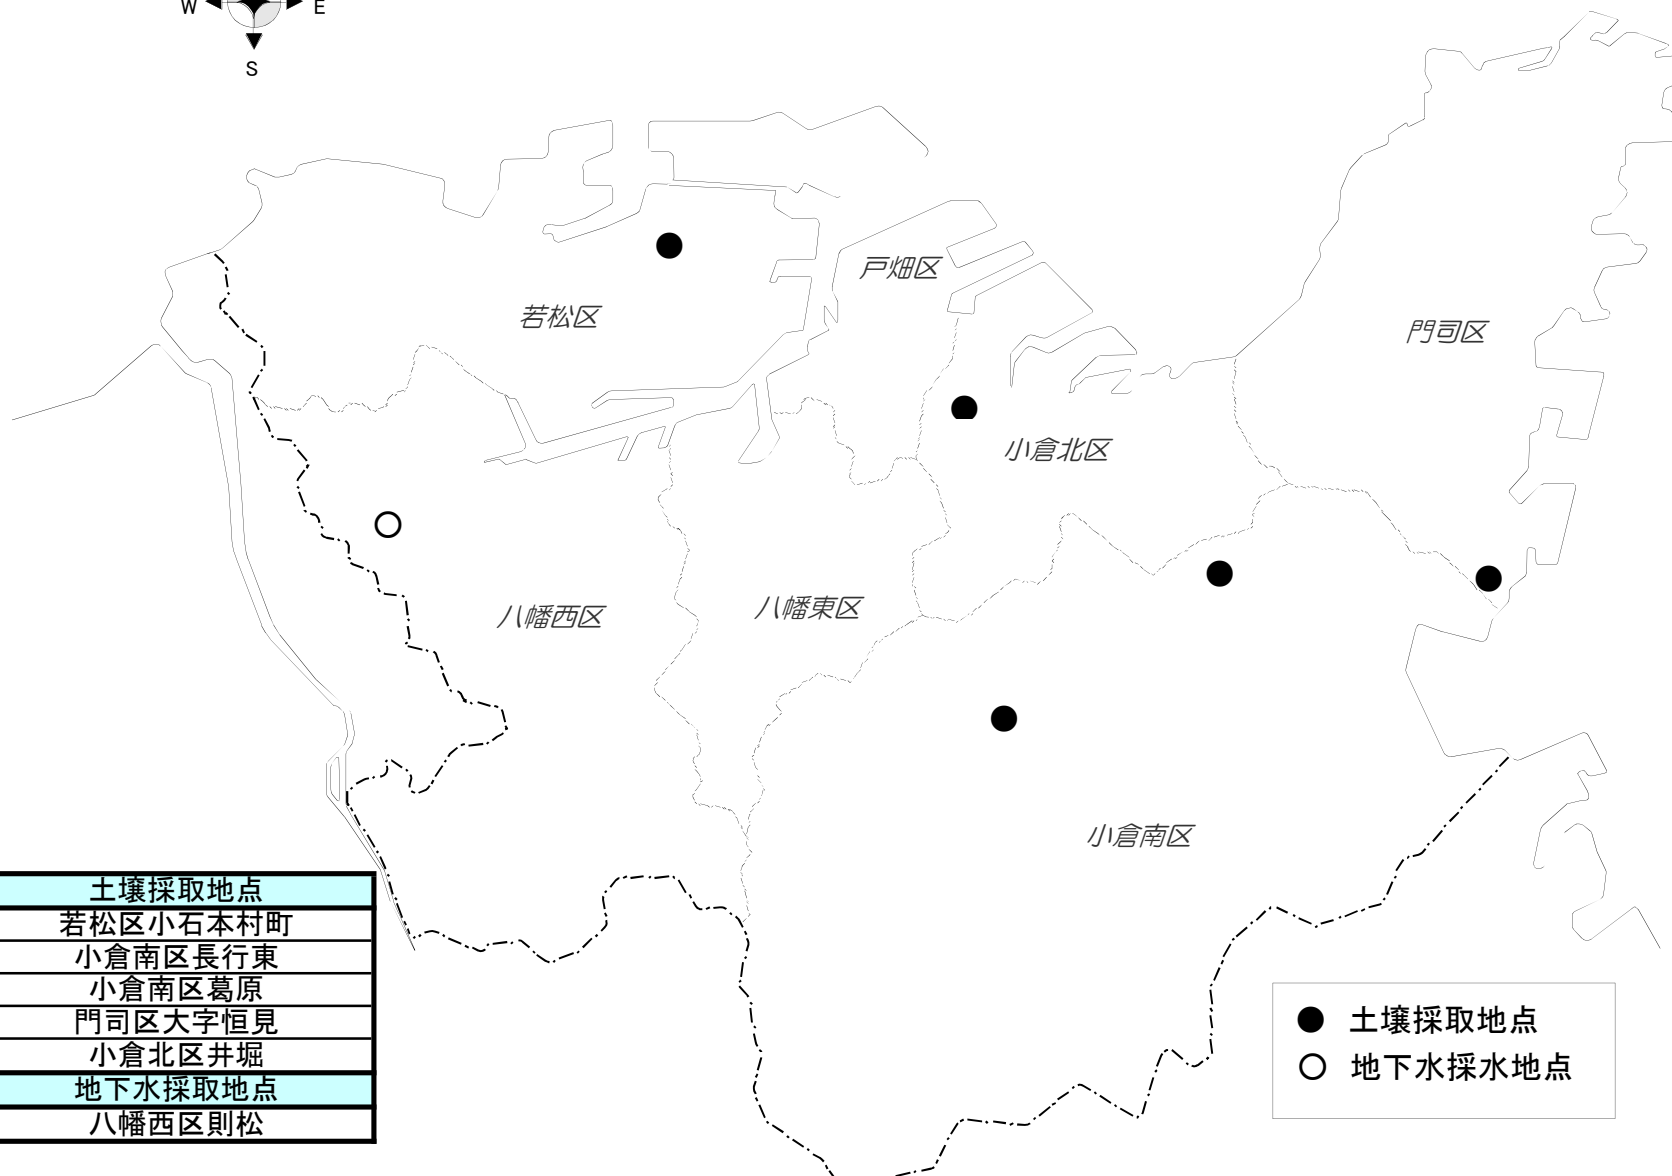 W E
S
戸畑区
若松区
門司区
小倉北区
八幡西区
八幡東区
小倉南区
土壌採取地点
若松区小石本村町
小倉南区長行東
小倉南区葛原
門司区大字恒見
小倉北区井堀
地下水採取地点
八幡西区則松
土壌採取地点
地下水採水地点